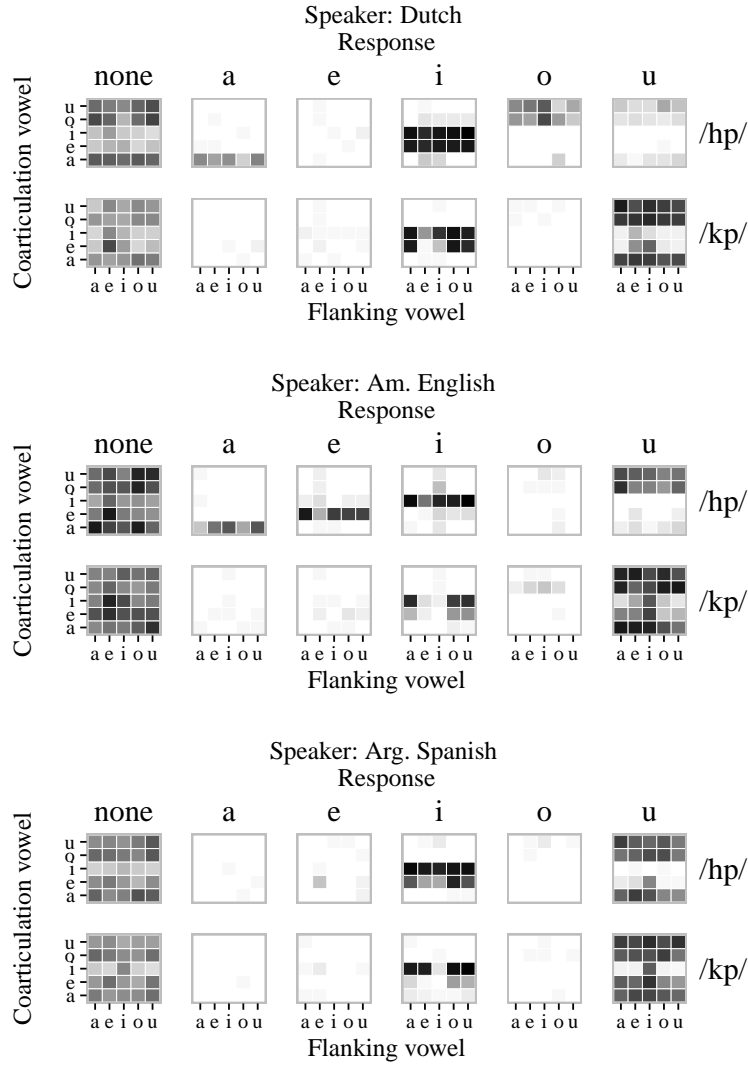 Speaker: Dutch
Response
none a e i o u
Coarticulation vowel
u
o
i
e
a
/hp/
u
o
i
e
a
/kp/
a e i o u a e i o u a e i o u a e i o u a e i o u a e i o u
Flanking vowel
Speaker: Am. English
Response
none a e i o u
Coarticulation vowel
u
o
i
e
a
/hp/
u
o
i
e
a
/kp/
a e i o u a e i o u a e i o u a e i o u a e i o u a e i o u
Flanking vowel
Speaker: Arg. Spanish
Response
none a e i o u
Coarticulation vowel
u
o
i
e
a
/hp/
u
o
i
e
a
/kp/
a e i o u a e i o u a e i o u a e i o u a e i o u a e i o u
Flanking vowel